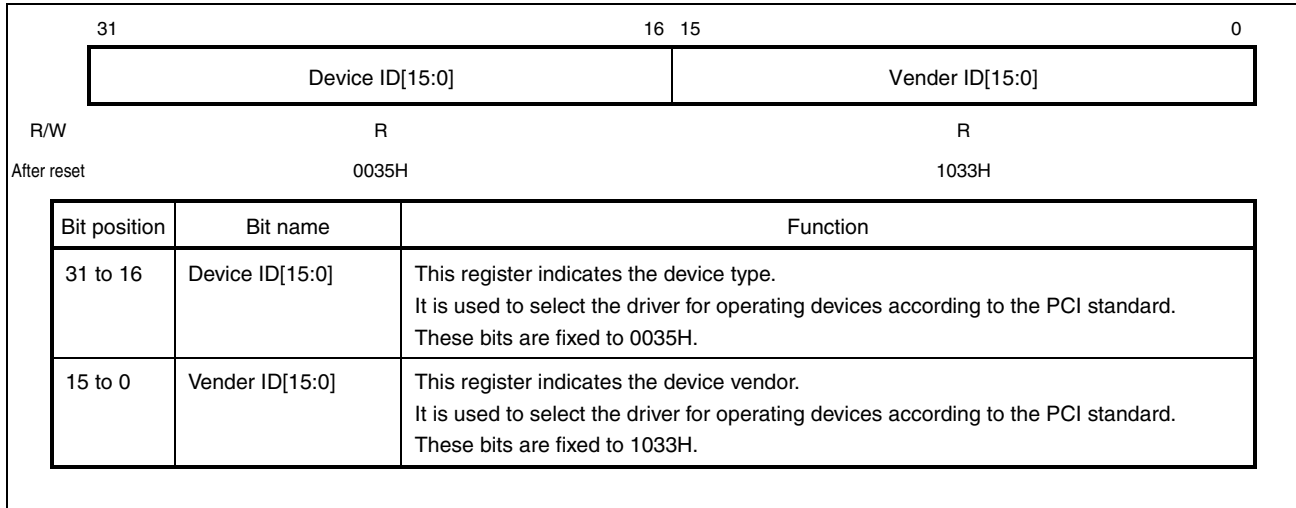 31 16 15 0
Device ID[15:0] Vender ID[15:0]
R/W R R
After reset 0035H 1033H
Bit position Bit name Function
31 to 16 Device ID[15:0] This register indicates the device type.
It is used to select the driver for operating devices according to the PCI standard.
These bits are fixed to 0035H.
15 to 0 Vender ID[15:0] This register indicates the device vendor.
It is used to select the driver for operating devices according to the PCI standard.
These bits are fixed to 1033H.